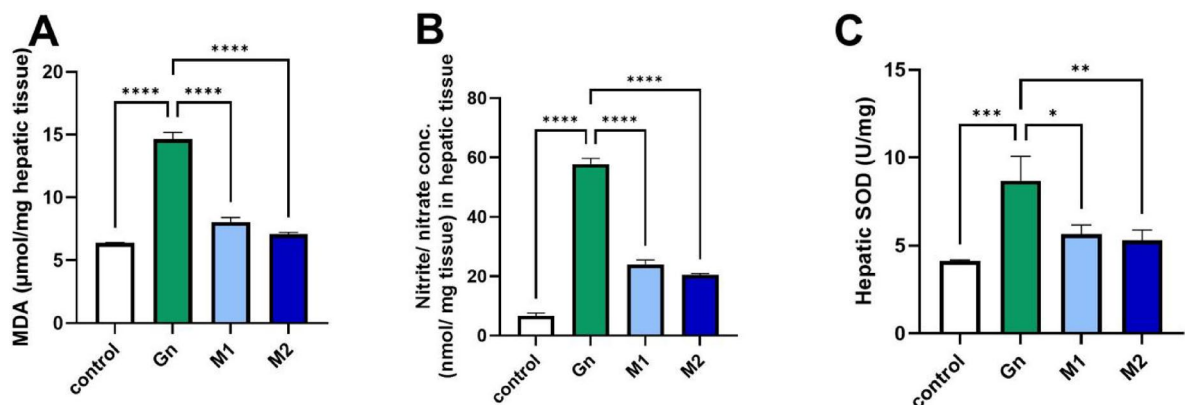 A
MDA (µmol/mg hepatic tissue)
20
15
10
5
0
****
****
****
control
Gn
M1
M2
B
Nitrite/ nitrate conc.
(nmol/ mg tissue) in hepatic tissue
80
60
40
20
0
****
****
****
control
Gn
M1
M2
C
Hepatic SOD (U/mg)
15
10
5
0
**
***
*
control
Gn
M1
M2